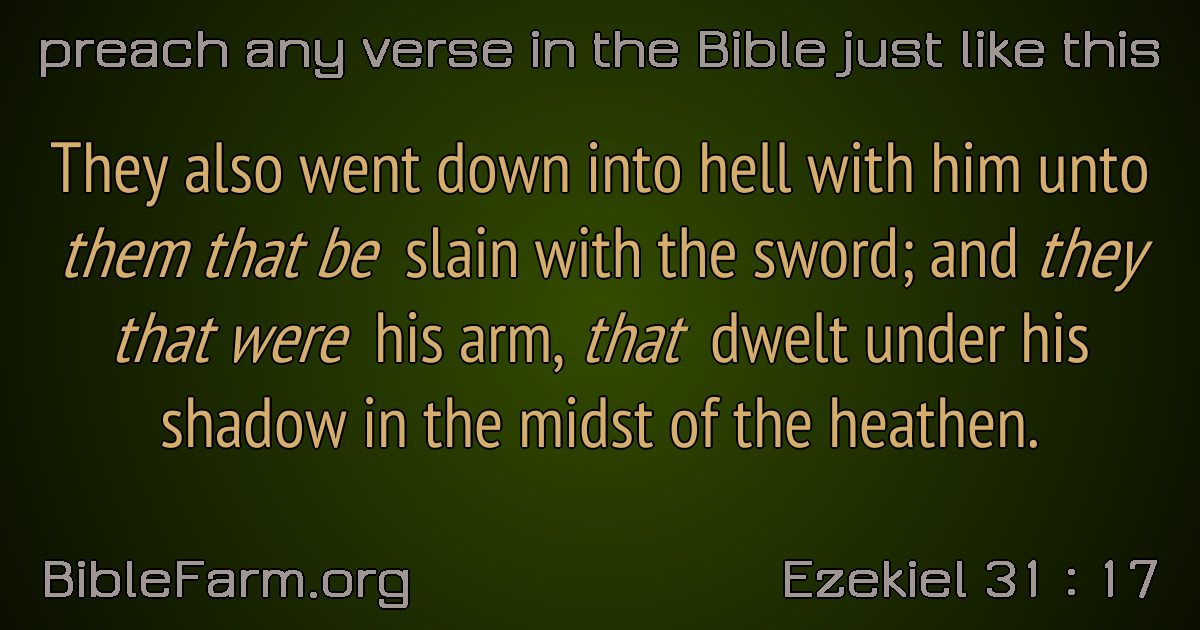 preach any verse in the Bible just like this
They also went down into hell with him unto
them that be slain with the sword; and they
that were his arm, that dwelt under his
shadow in the midst of the heathen.
BibleFarm.org
Ezekiel 31 : 17